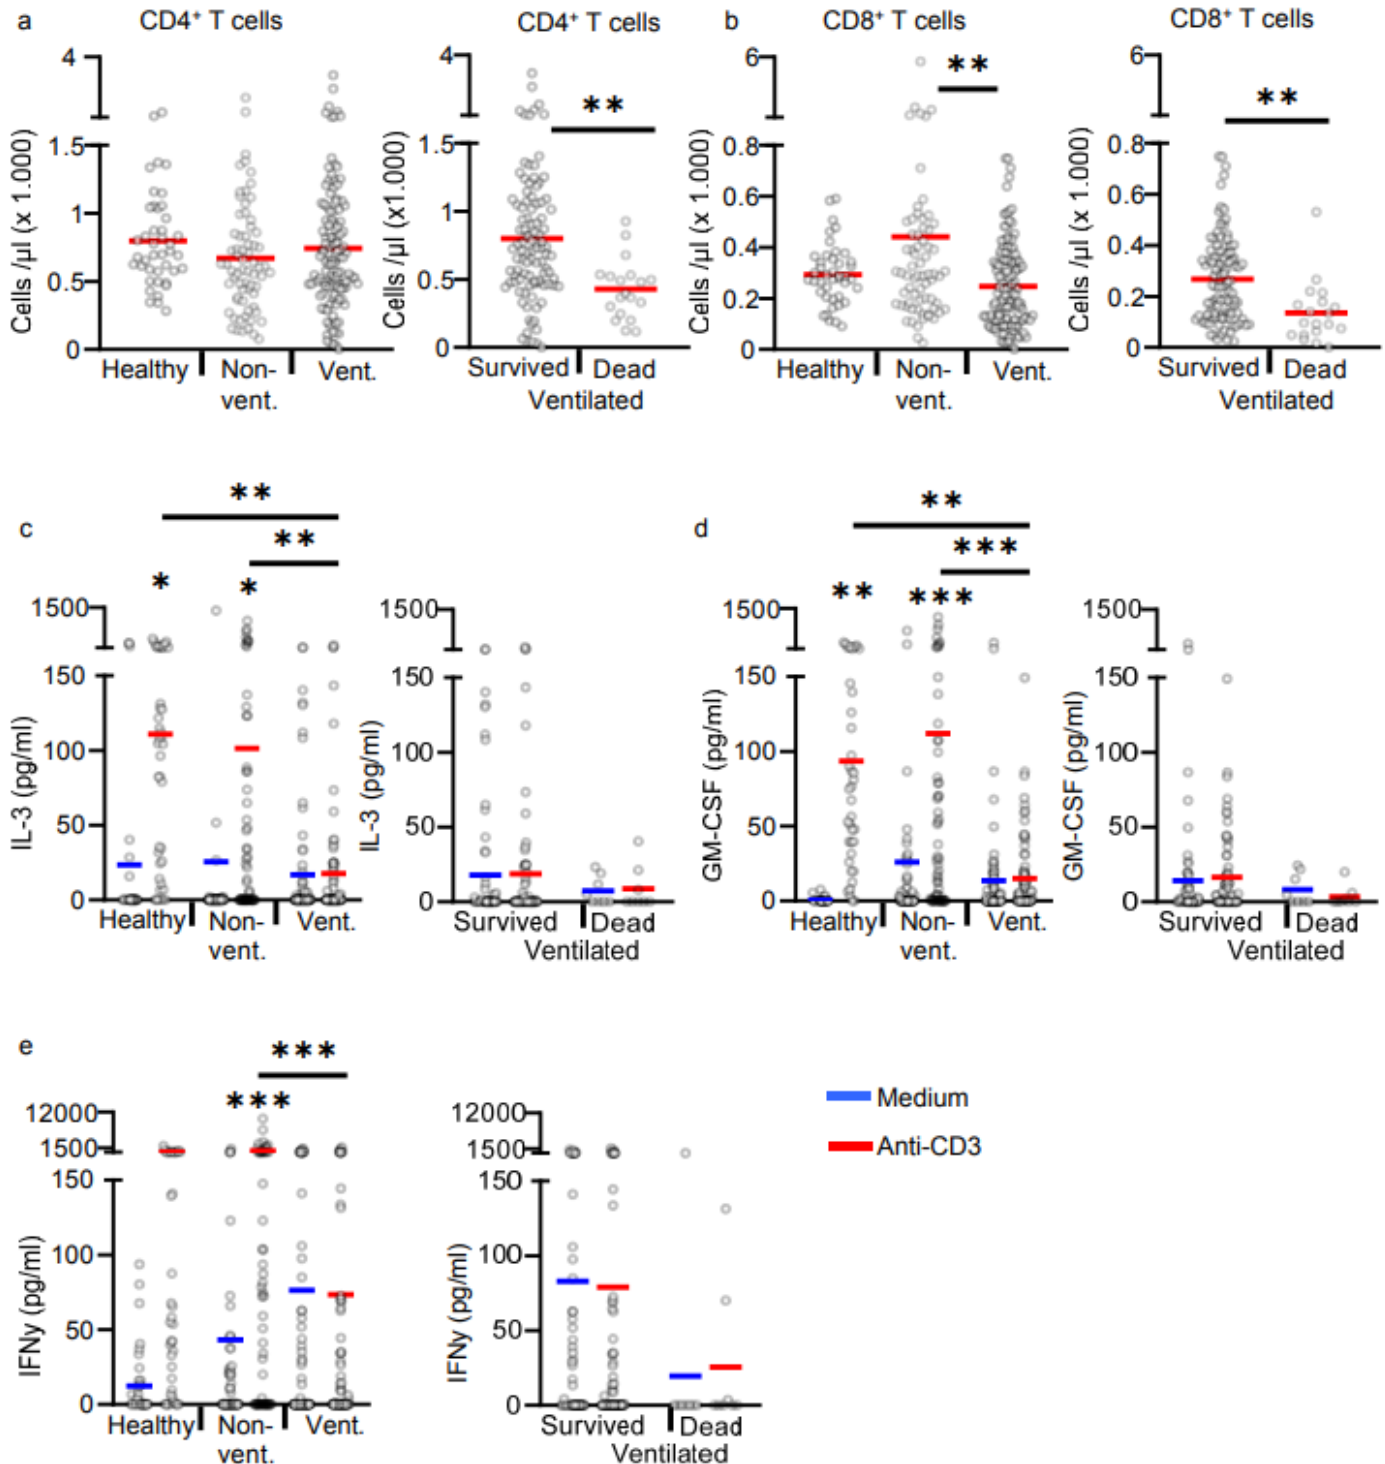 a
CD4⁺ T cells
CD4⁺ T cells
b
CD8⁺ T cells
CD8⁺ T cells
Cells /µl (x 1.000)
4
1.5
1
0.5
0
Healthy
Non-
vent.
Vent.
Cells /µl (x1.000)
4
1.5
1
0.5
0
**
Survived
Dead
Ventilated
Cells /µl (x 1.000)
6
0.8
0.6
0.4
0.2
0
**
Healthy
Non-
vent.
Vent.
Cells /µl (x 1.000)
6
0.8
0.6
0.4
0.2
0
**
Survived
Dead
Ventilated
c
**
**
*
*
IL-3 (pg/ml)
1500
150
100
50
0
Healthy
Non-
vent.
Vent.
IL-3 (pg/ml)
1500
150
100
50
0
Survived
Dead
Ventilated
d
**
***
**
***
GM-CSF (pg/ml)
1500
150
100
50
0
Healthy
Non-
vent.
Vent.
GM-CSF (pg/ml)
1500
150
100
50
0
Survived
Dead
Ventilated
e
***
***
IFNy (pg/ml)
12000
1500
150
100
50
0
Healthy
Non-
vent.
Vent.
IFNy (pg/ml)
12000
1500
150
100
50
0
Survived
Dead
Ventilated
Medium
Anti-CD3